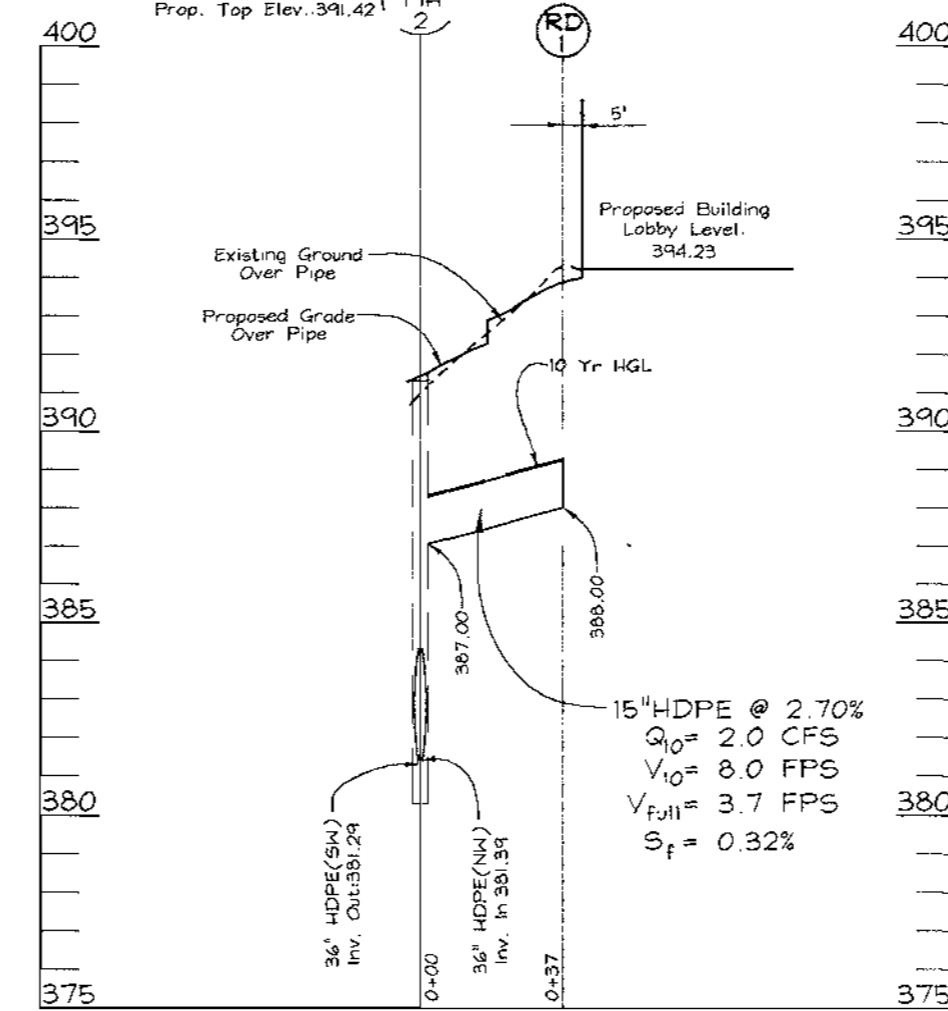 Prop. Top Elev.:391.42'
2
RD
1
400
400
5'
395
395
Proposed Building
Lobby Level.
394.23
Existing Ground
Over Pipe
Proposed Grade
Over Pipe
10 Yr HGL
390
390
385
385
387.00
388.00
15"HDPE @ 2.70%
Q10= 2.0 CFS
V10= 8.0 FPS
Vfull= 3.7 FPS
Sf= 0.32%
380
380
36" HDPE(SW)
Inv. Out:381.29
36" HDPE(NW)
Inv. In 381.39
0+00
0+37
375
375